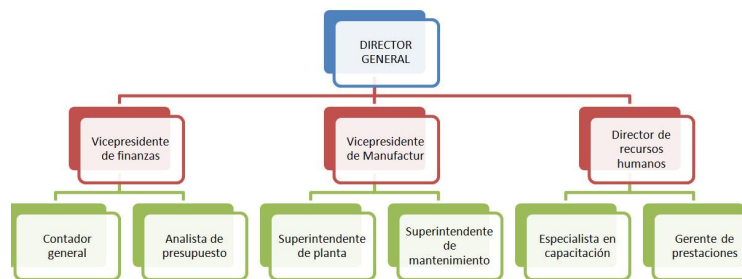 DIRECTOR
GENERAL
Vicepresidente
de finanzas
Vicepresidente
de Manufactur
Director de
recursos
humanos
Contador
general
Analista de
presupuesto
Superintendente
de planta
Superintendente
de
mantenimiento
Especialista en
capacitación
Gerente de
prestaciones